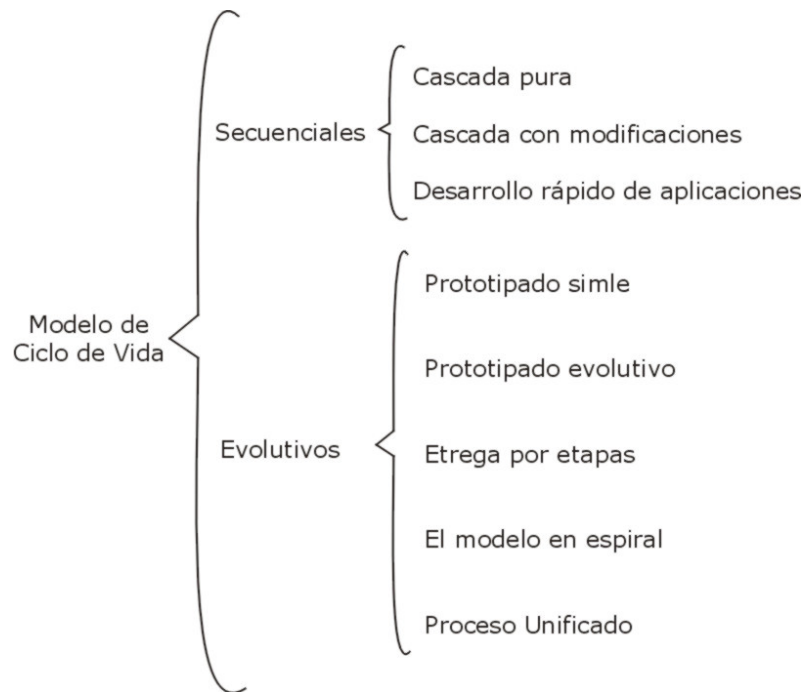 Modelo de
Ciclo de Vida
Secuenciales
Cascada pura
Cascada con modificaciones
Desarrollo rápido de aplicaciones
Evolutivos
Prototipado simle
Prototipado evolutivo
Etrega por etapas
El modelo en espiral
Proceso Unificado